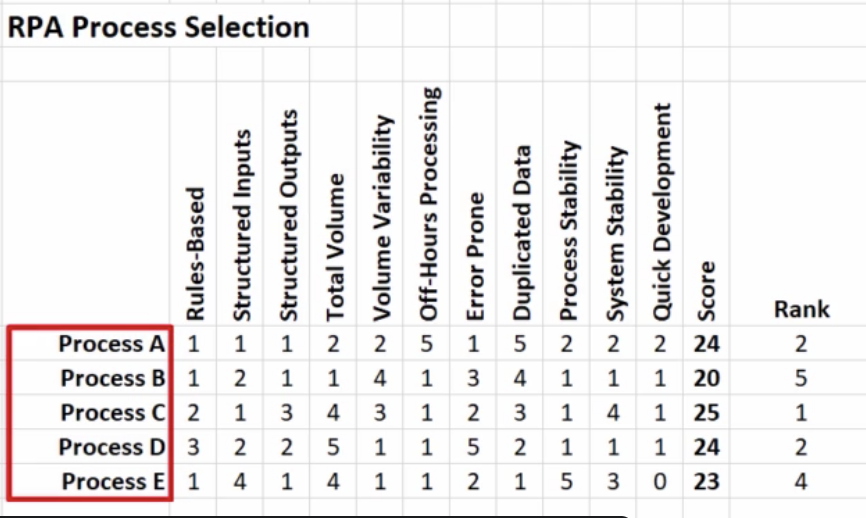 RPA Process Selection
Rules-Based Structured Inputs Structured Outputs Total Volume Volume Variability Off-Hours Processing Error Prone Duplicated Data Process Stability System Stability Quick Development Score Rank
Process A 1 1 1 2 2 5 1 5 2 2 2 24 2
Process B 1 2 1 1 4 1 3 4 1 1 1 20 5
Process C 2 1 3 4 3 1 2 3 1 4 1 25 1
Process D 3 2 2 5 1 1 5 2 1 1 1 24 2
Process E 1 4 1 4 1 1 2 1 5 3 0 23 4